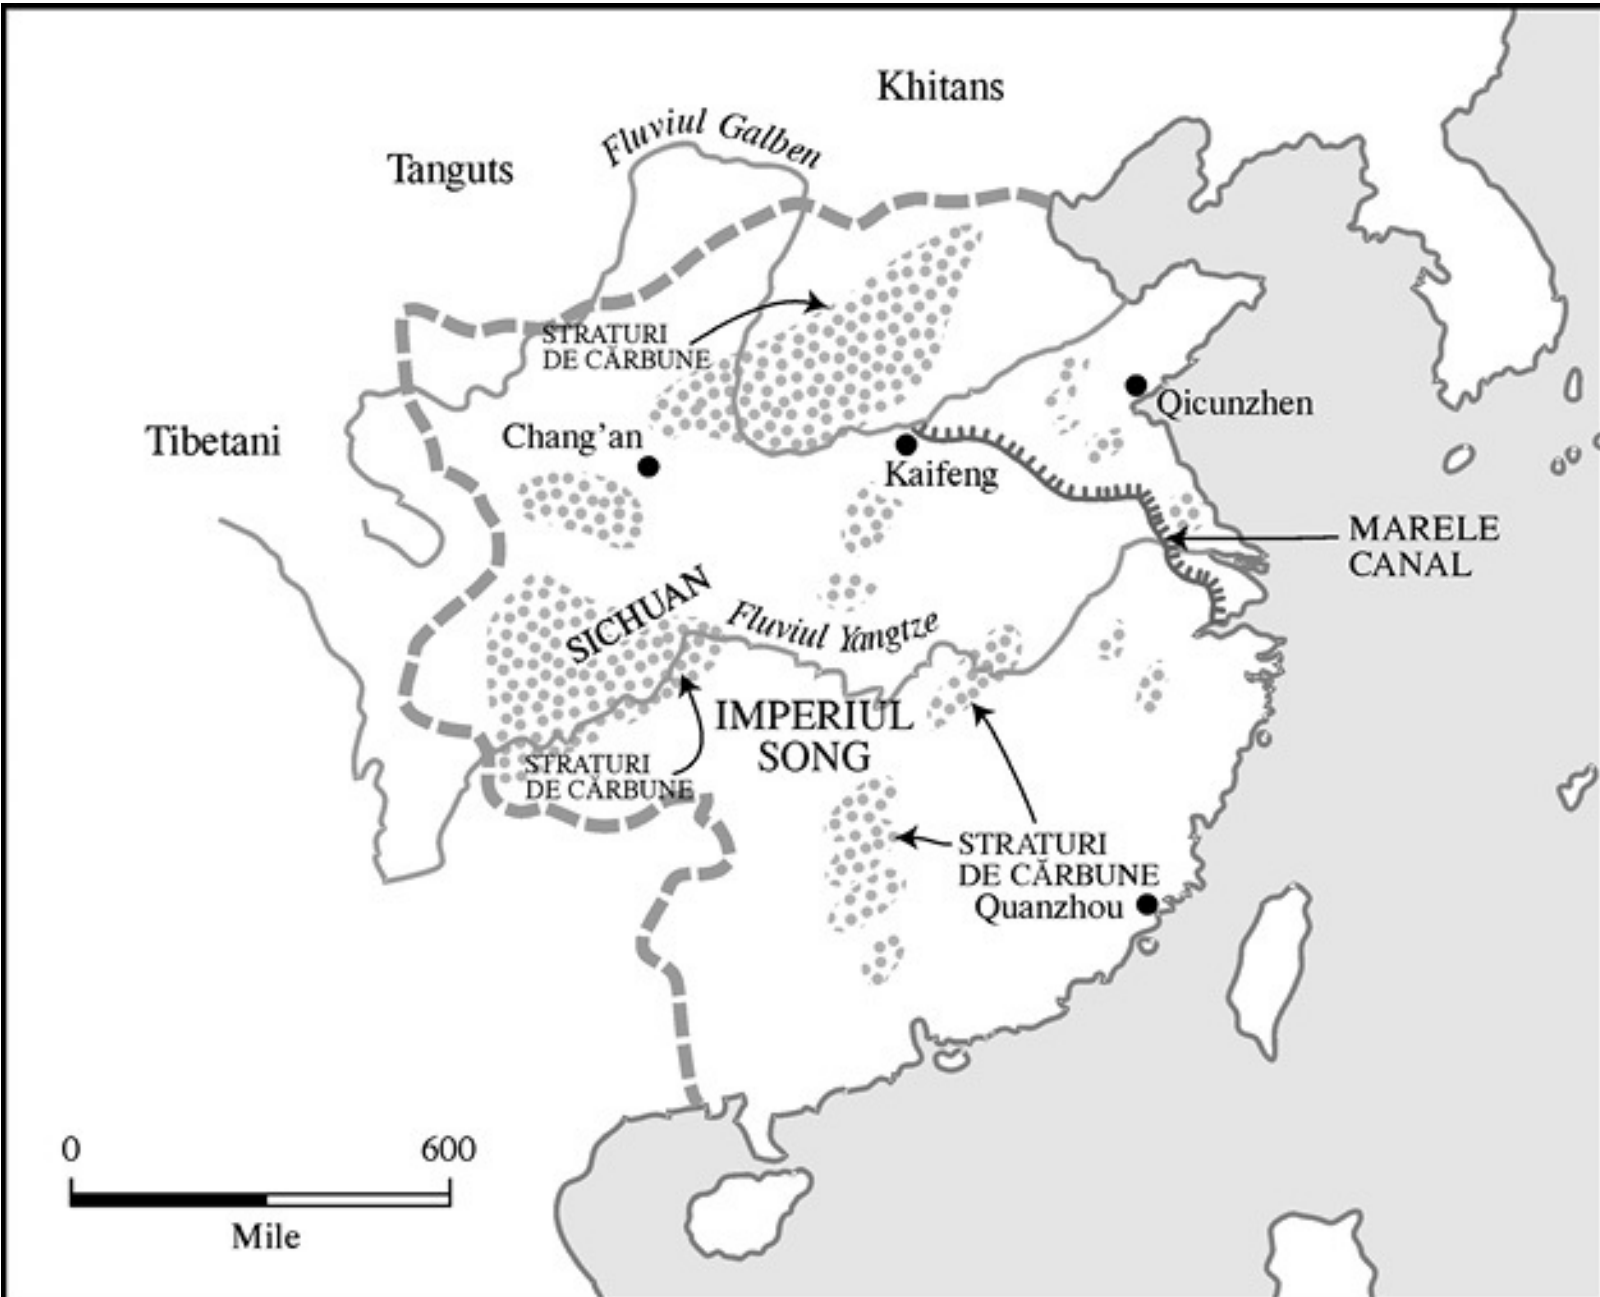 Khitans
Fluviul Galben
Tanguts
STRATURI
DE CĂRBUNE
Qicunzhen
Tibetani
Chang’an
Kaifeng
MARELE
CANAL
SICHUAN
Fluviul Yangtze
IMPERIUL
SONG
STRATURI
DE CĂRBUNE
STRATURI
DE CĂRBUNE
Quanzhou
0 600
Mile